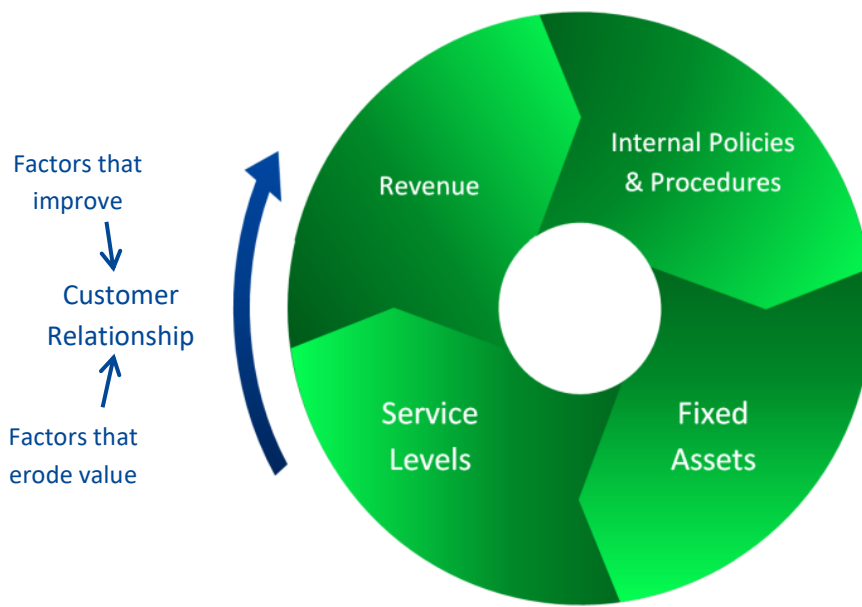 Factors that
improve
Customer
Relationship
Factors that
erode value
Revenue
Internal Policies
& Procedures
Service
Levels
Fixed
Assets